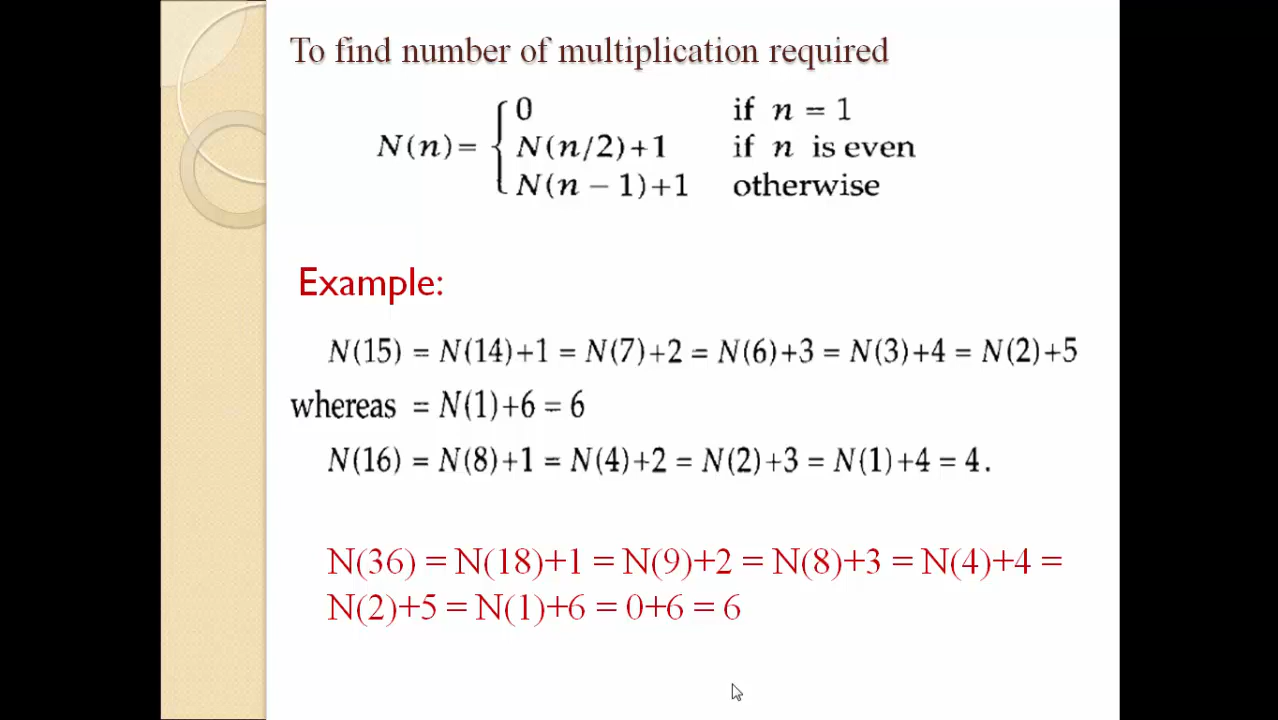 To find number of multiplication required
0 if n = 1
N(n)= N(n/2)+1 if n is even
N(n − 1)+1 otherwise
Example:
N(15) = N(14)+1 = N(7)+2 = N(6)+3 = N(3)+4 = N(2)+5
whereas = N(1)+6 = 6
N(16) = N(8)+1 = N(4)+2 = N(2)+3 = N(1)+4 = 4.
N(36) = N(18)+1 = N(9)+2 = N(8)+3 = N(4)+4 =
N(2)+5 = N(1)+6 = 0+6 = 6